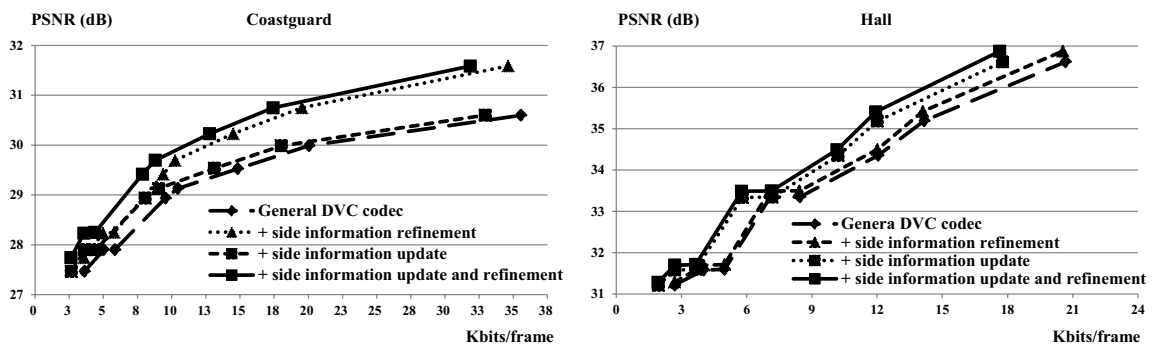 PSNR (dB) Coastguard
32
31
30
29
28
27
General DVC codec
+ side information refinement
+ side information update
+ side information update and refinement
0 3 5 8 10 13 15 18 20 23 25 28 30 33 35 38
Kbits/frame
PSNR (dB) Hall
37
36
35
34
33
32
31
Genera DVC codec
+ side information refinement
+ side information update
+ side information update and refinement
0 3 6 9 12 15 18 21 24
Kbits/frame